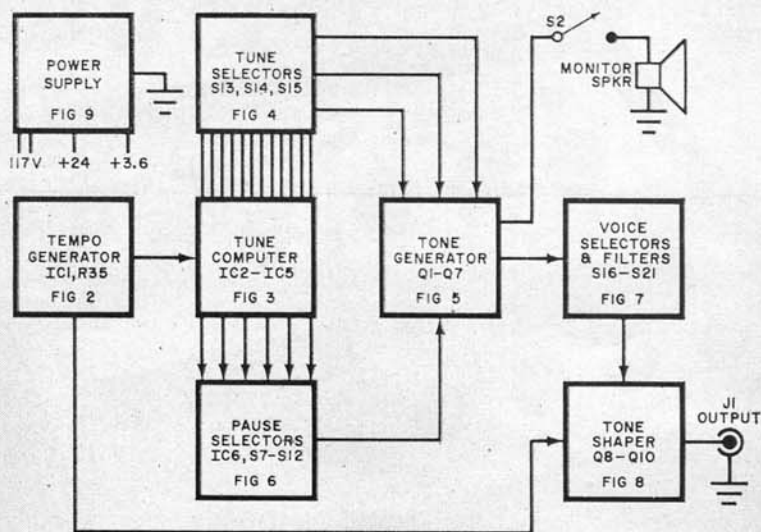 POWER
SUPPLY
FIG 9
117V
+24
+3.6
TUNE
SELECTORS
S13, S14, S15
FIG 4
S2
MONITOR
SPKR
TEMPO
GENERATOR
IC1, R35
FIG 2
TUNE
COMPUTER
IC2-IC5
FIG 3
TONE
GENERATOR
Q1-Q7
FIG 5
VOICE
SELECTORS
& FILTERS
S16-S21
FIG 7
PAUSE
SELECTORS
IC6, S7-S12
FIG 6
TONE
SHAPER
Q8-Q10
FIG 8
J1
OUTPUT